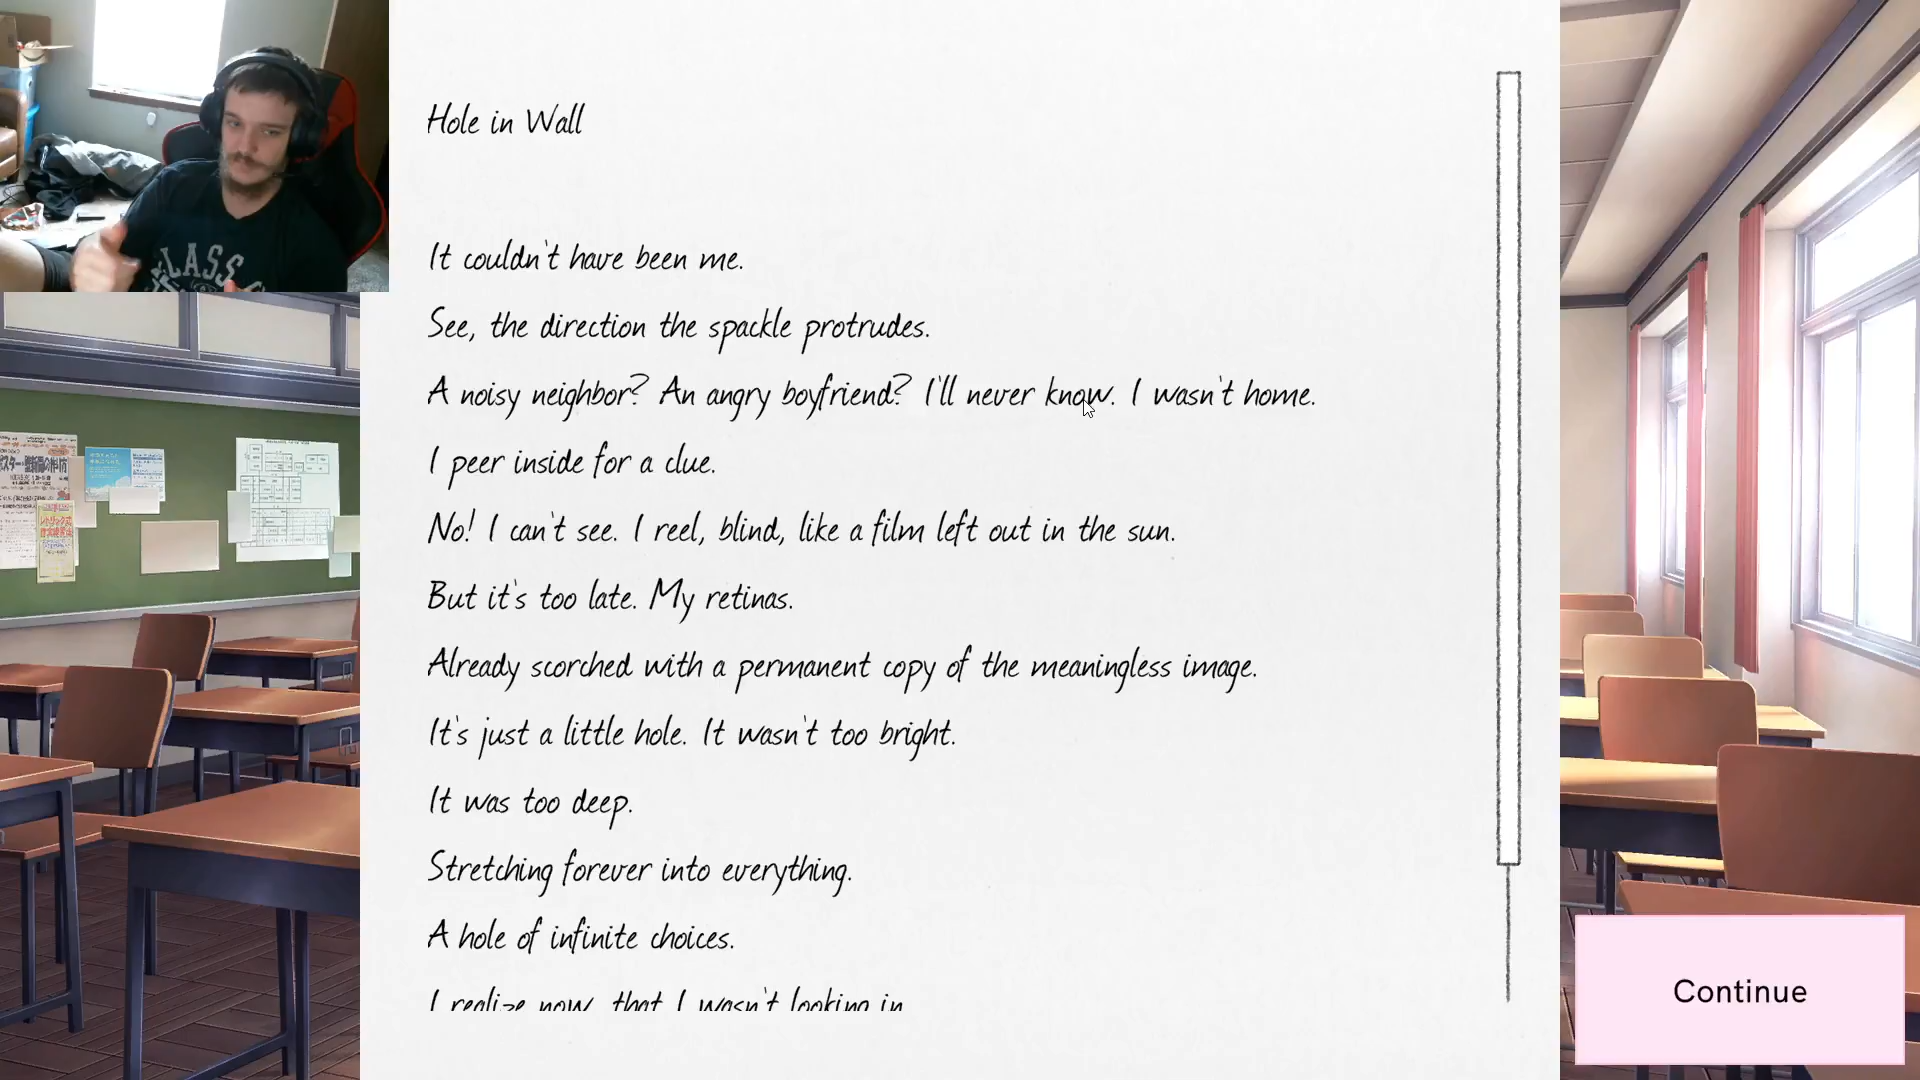 Hole in Wall
It couldn't have been me.
See, the direction the spackle protrudes.
A noisy neighbor? An angry boyfriend? I'll never know. I wasn't home.
I peer inside for a clue.
No! I can't see. I reel, blind, like a film left out in the sun.
But it's too late. My retinas.
Already scorched with a permanent copy of the meaningless image.
It's just a little hole. It wasn't too bright.
It was too deep.
Stretching forever into everything.
A hole of infinite choices.
I realize now, that I wasn't looking in
Continue